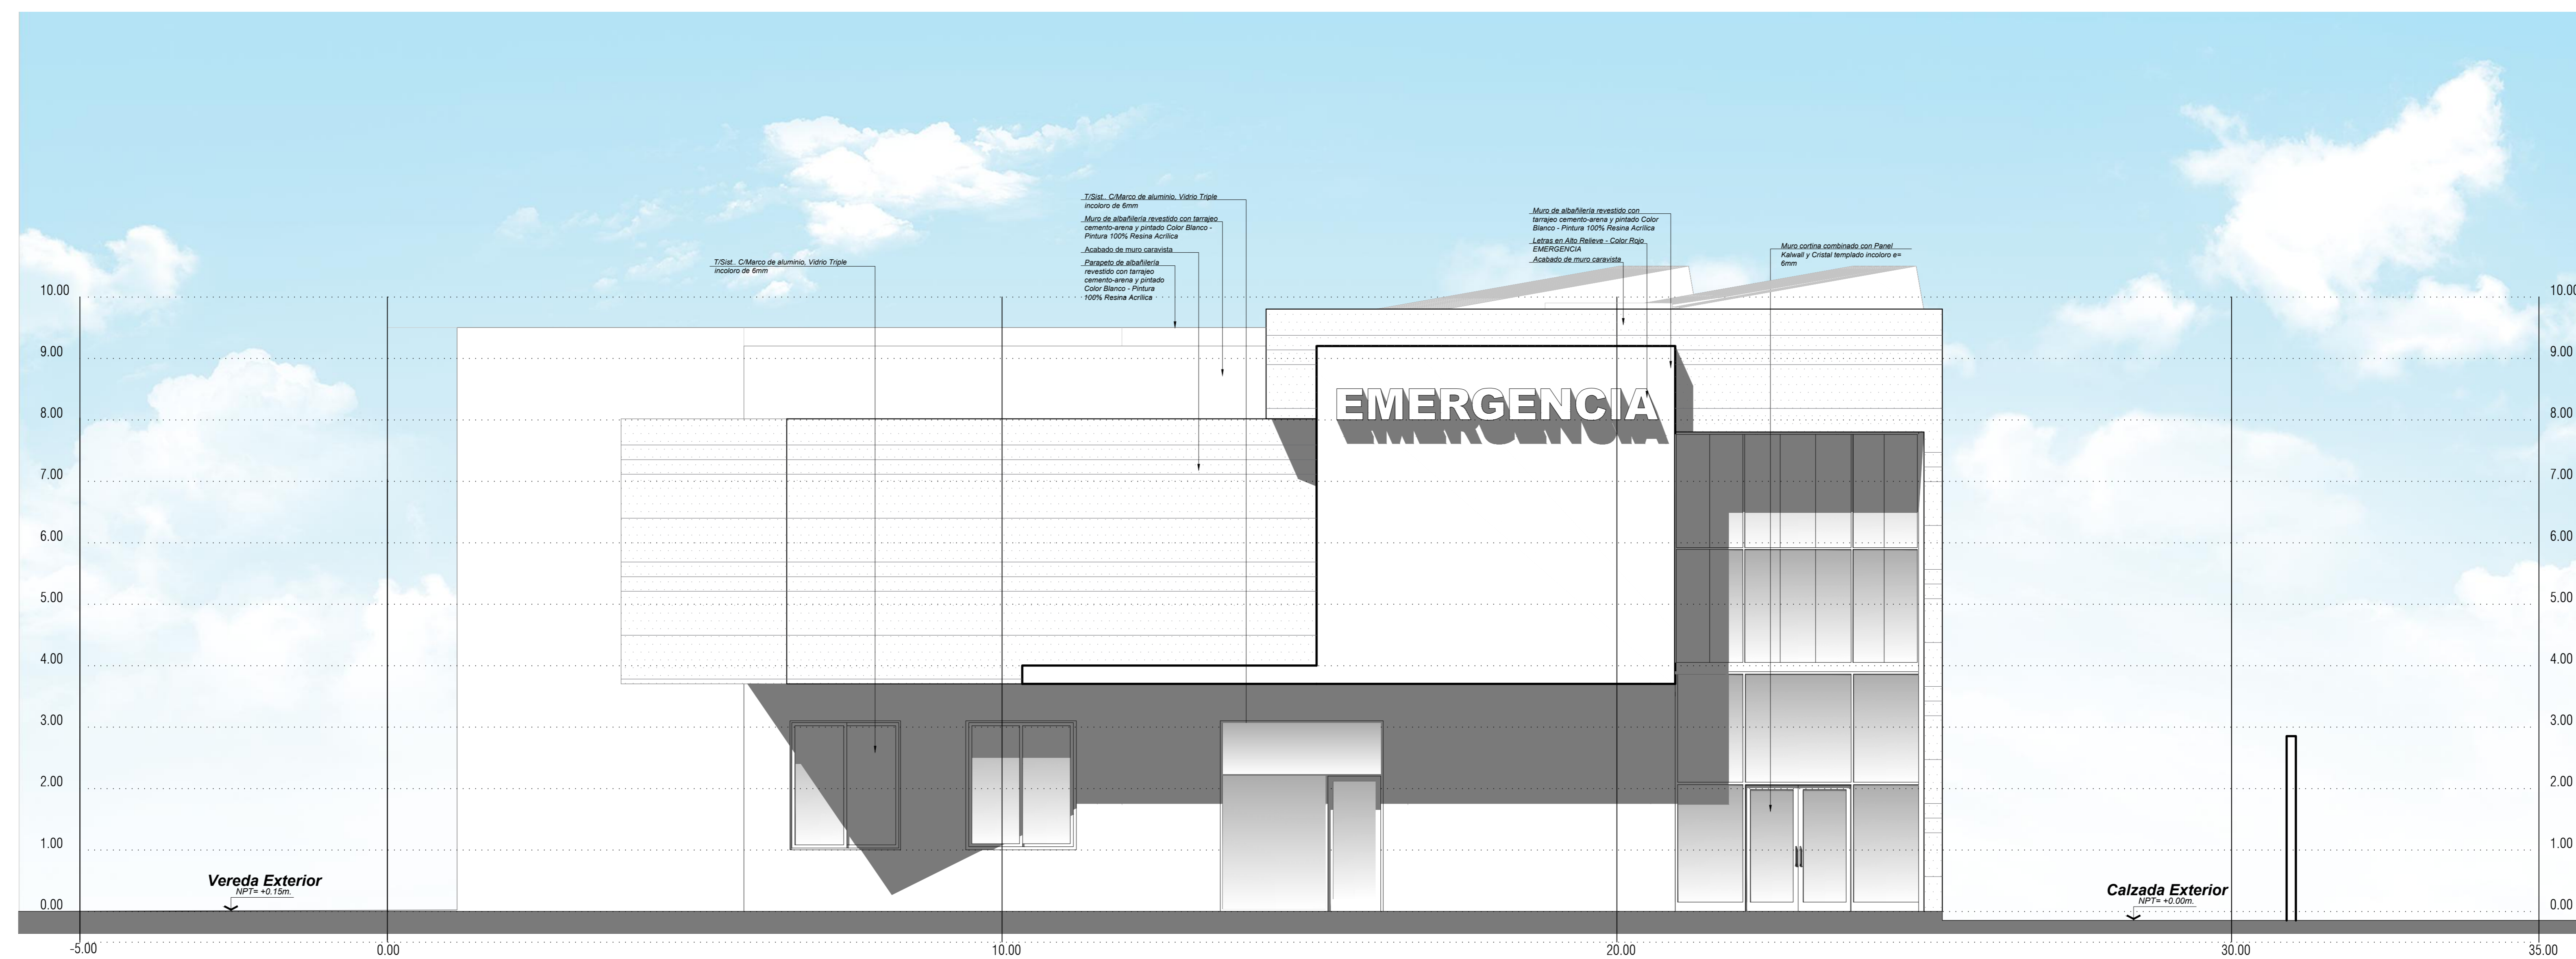 T/Sist.. C/Marco de aluminio, Vidrio Triple
incoloro de 6mm
Muro de albañilería revestido con tarrajeo
cemento-arena y pintado Color Blanco -
Pintura 100% Resina Acrílica
Acabado de muro caravista
Parapeto de albañilería
revestido con tarrajeo
cemento-arena y pintado
Color Blanco - Pintura
100% Resina Acrílica
T/Sist.. C/Marco de aluminio, Vidrio Triple
incoloro de 6mm
Muro de albañilería revestido con
tarrajeo cemento-arena y pintado Color
Blanco - Pintura 100% Resina Acrílica
Letras en Alto Relieve - Color Rojo
EMERGENCIA
Acabado de muro caravista
Muro cortina combinado con Panel
Kalwall y Cristal templado incoloro e=
6mm
10.00
9.00
8.00
7.00
6.00
5.00
4.00
3.00
2.00
1.00
0.00
EMERGENCIA
10.00
9.00
8.00
7.00
6.00
5.00
4.00
3.00
2.00
1.00
0.00
Vereda Exterior
NPT= +0.15m.
Calzada Exterior
NPT= +0.00m.
-5.00
0.00
10.00
20.00
30.00
35.00